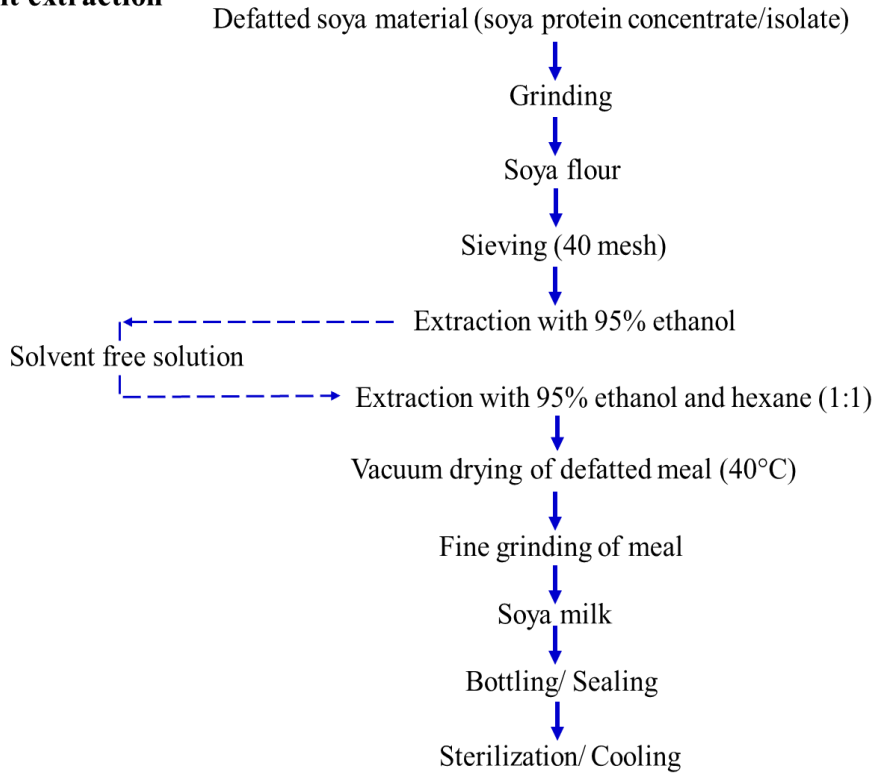 extraction
Defatted soya material (soya protein concentrate/isolate)
Grinding
Soya flour
Sieving (40 mesh)
Extraction with 95% ethanol
Solvent free solution
Extraction with 95% ethanol and hexane (1:1)
Vacuum drying of defatted meal (40°C)
Fine grinding of meal
Soya milk
Bottling/ Sealing
Sterilization/ Cooling